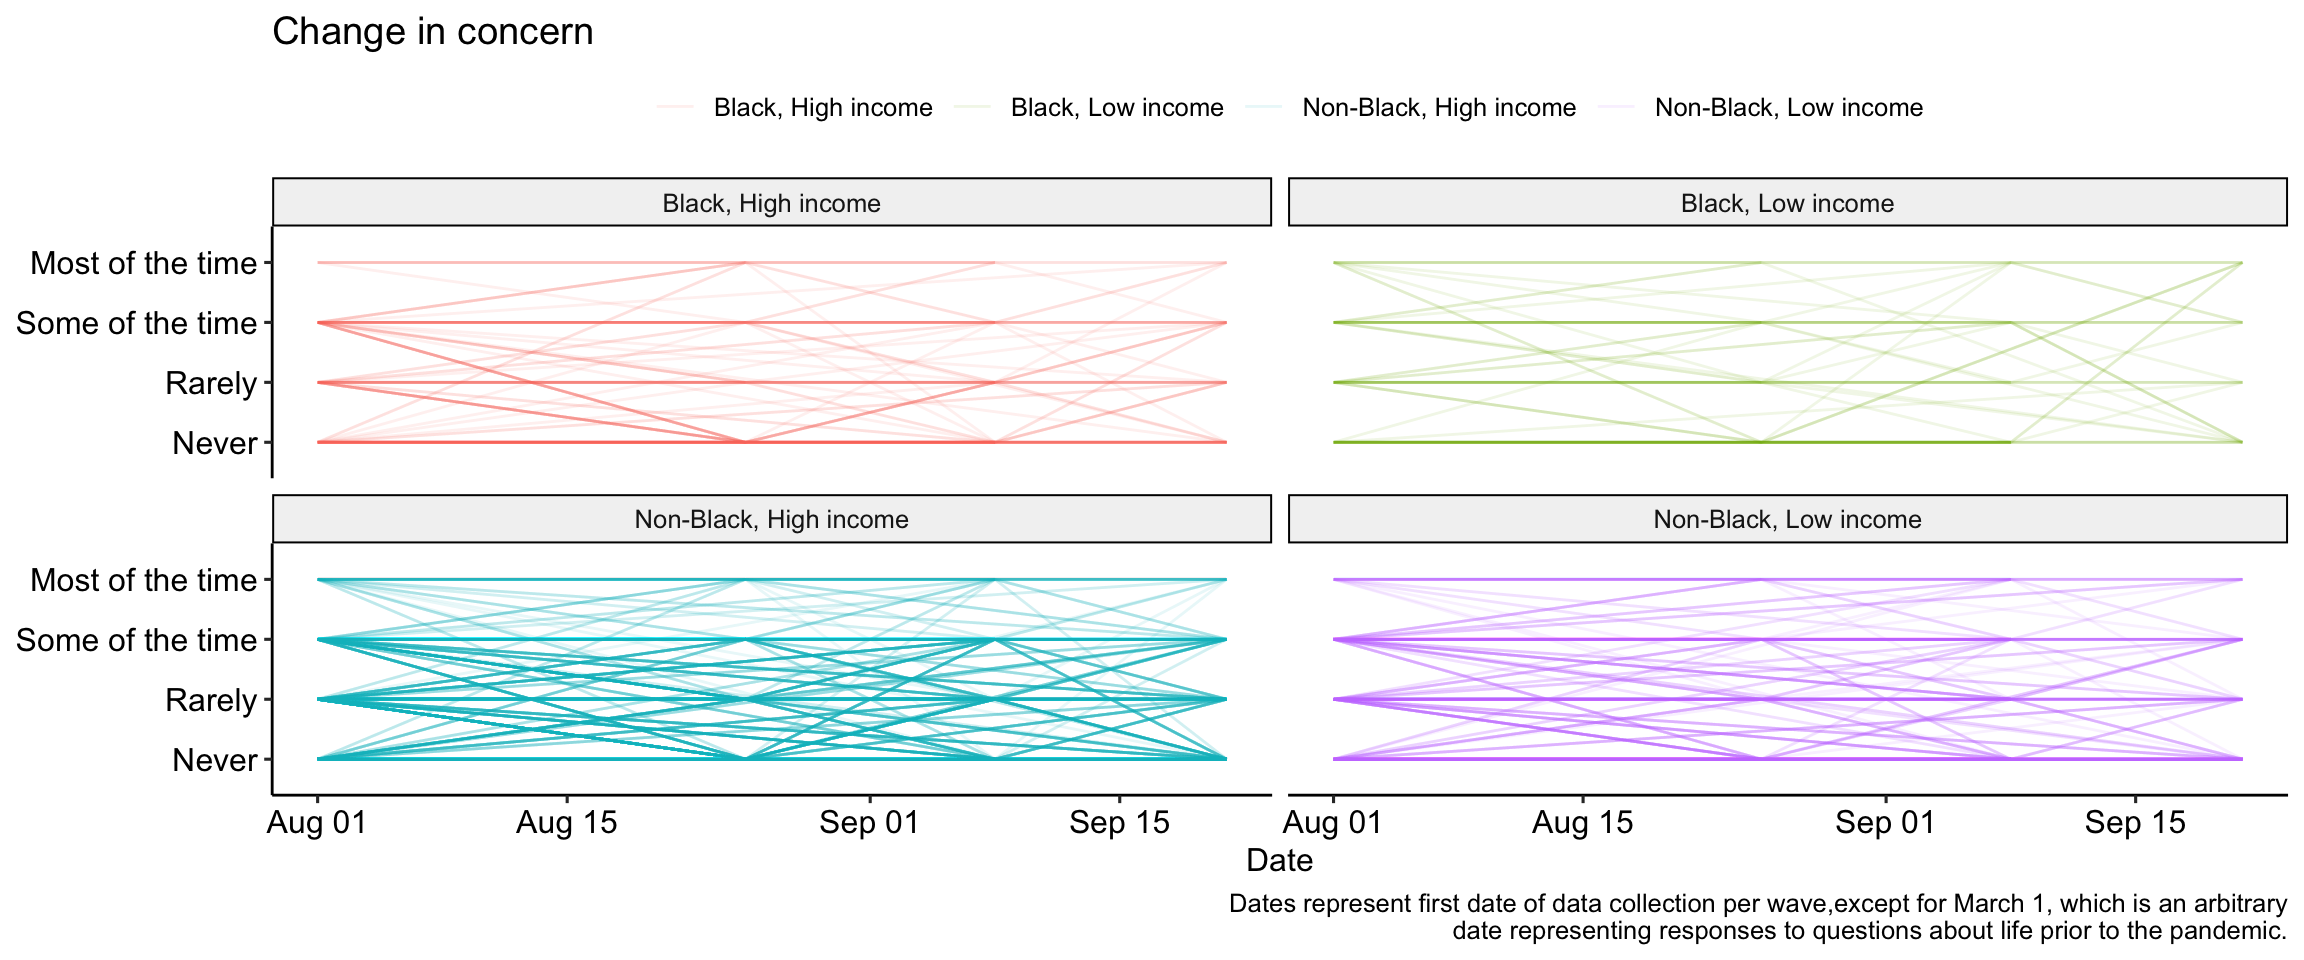 Change in concern
Black, High income
Black, Low income
Non-Black, High income
Non-Black, Low income
Black, High income
Black, Low income
Most of the time
Some of the time
Rarely
Never
Non-Black, High income
Non-Black, Low income
Most of the time
Some of the time
Rarely
Never
Aug 01
Aug 15
Sep 01
Sep 15
Aug 01
Aug 15
Sep 01
Sep 15
Date
Dates represent first date of data collection per wave,except for March 1, which is an arbitrary
date representing responses to questions about life prior to the pandemic.